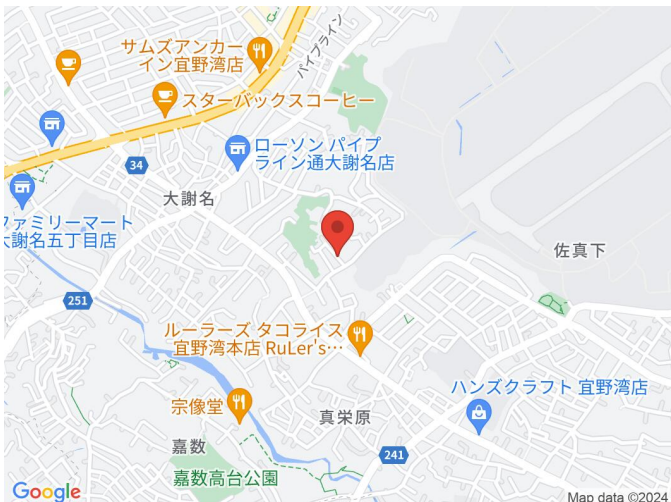 サムズアンカー
イン宜野湾店
パイプライン
スターバックスコーヒー
ローソン パイプ
ライン通大謝名店
34
大謝名
ファミリーマート
大謝名五丁目店
佐真下
251
ルーラーズ タコライス
宜野湾本店 RuLer's…
ハンズクラフト 宜野湾店
宗像堂
真栄原
嘉数
241
嘉数高台公園
Google
Map data ©2024